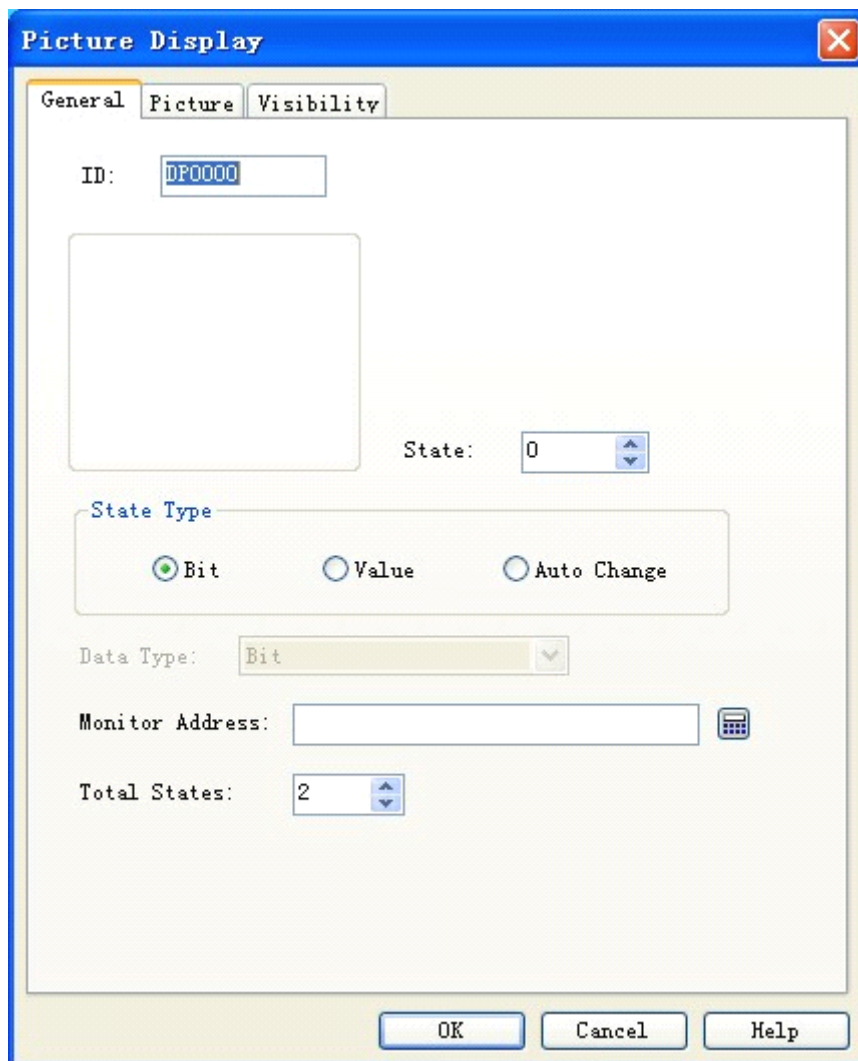 Picture Display
General Picture Visibility
ID: DP0000
State: 0
State Type
Bit Value Auto Change
Data Type: Bit
Monitor Address:
Total States: 2
OK Cancel Help